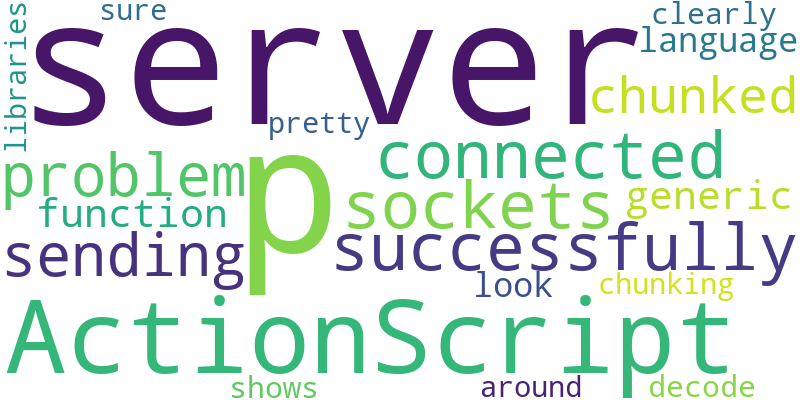 sure
clearly
server
language
libraries
chunked
pretty
connected
problem
p
sockets
generic
function
successfully
sending
look
chunking
ActionScript
shows
around
decode